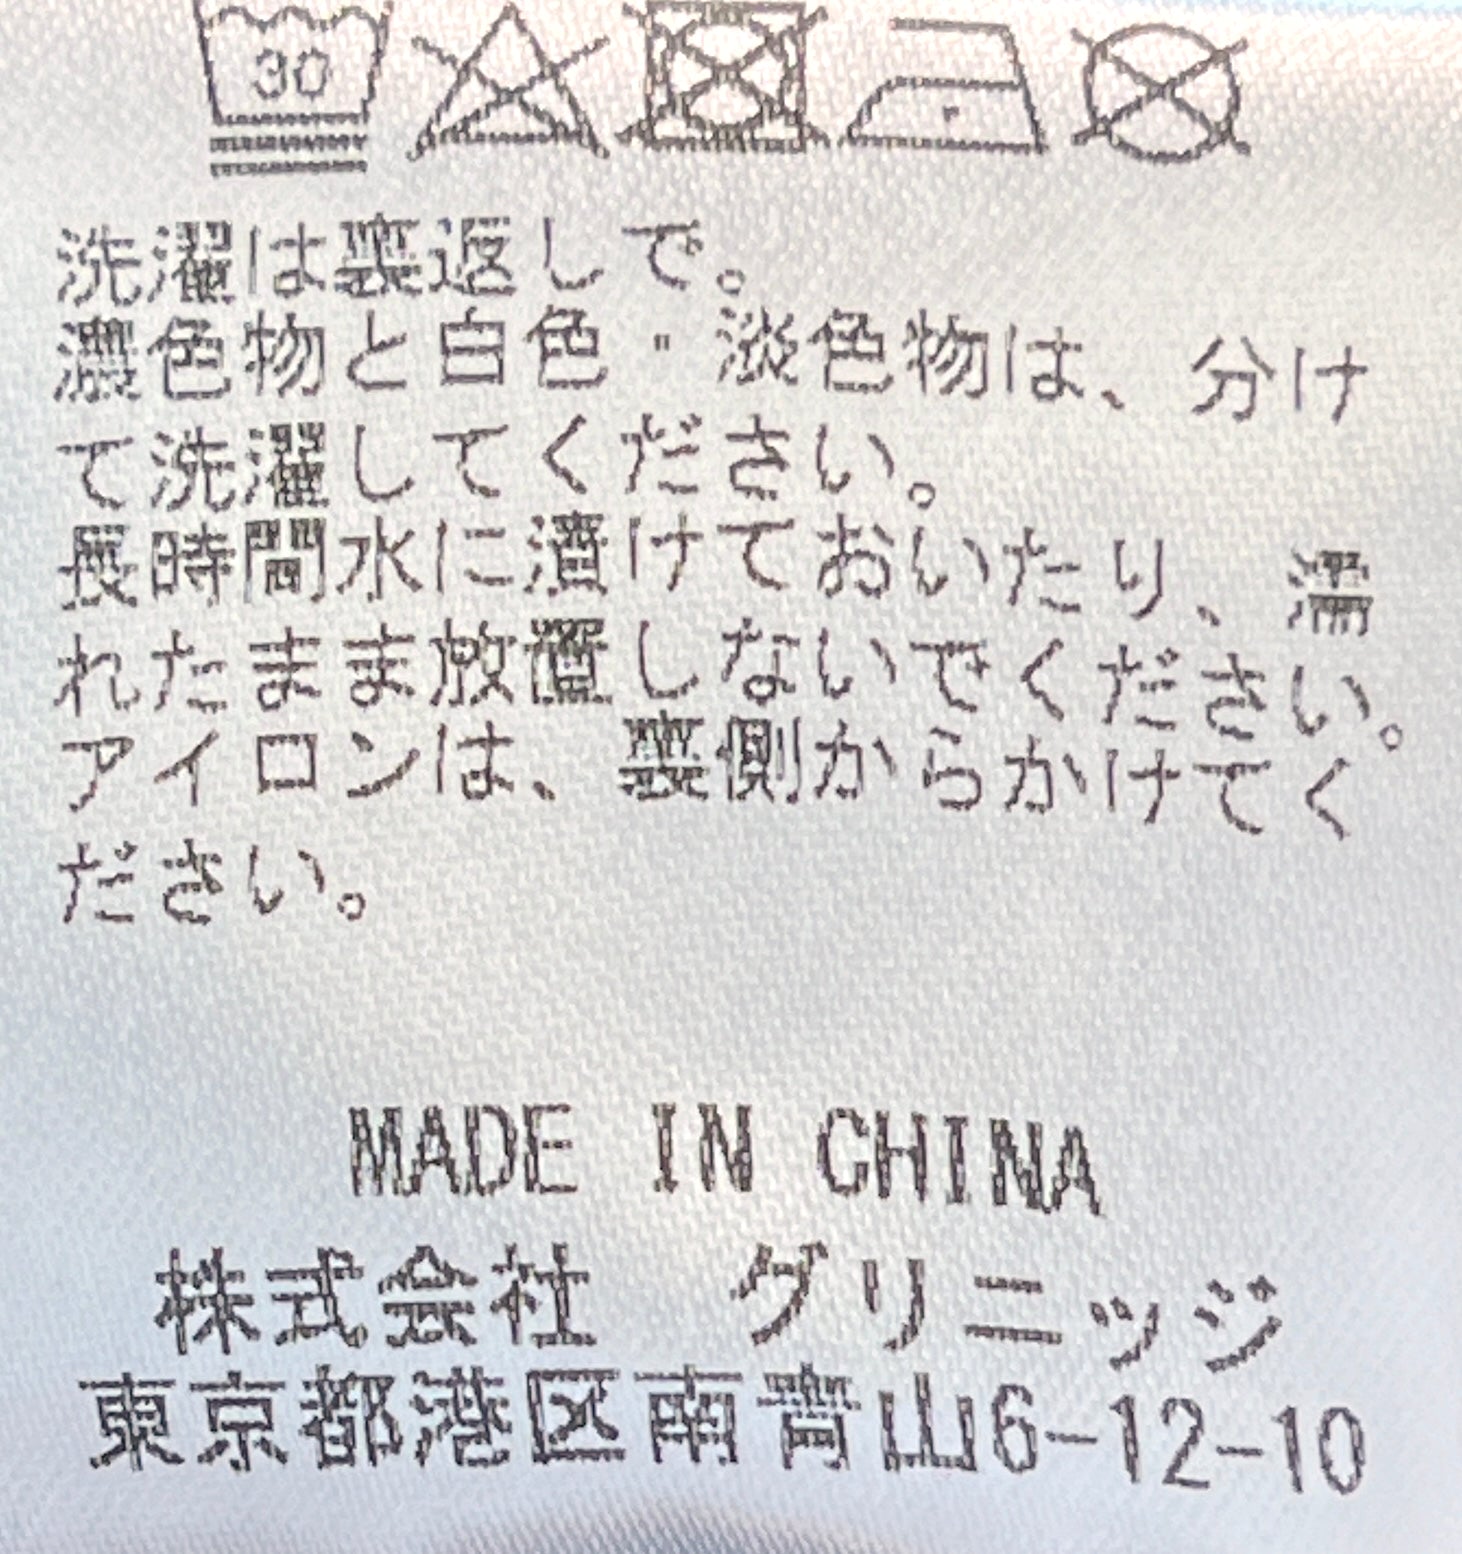 30
洗濯は裏返しで。
濃色物と白色・淡色物は、分け
て洗濯してください。
長時間水に漬けておいたり、濡
れたまま放置しないでください。
アイロンは、裏側からかけてく
ださい。
MADE IN CHINA
株式会社 グリニッジ
東京都港区南青山6-12-10